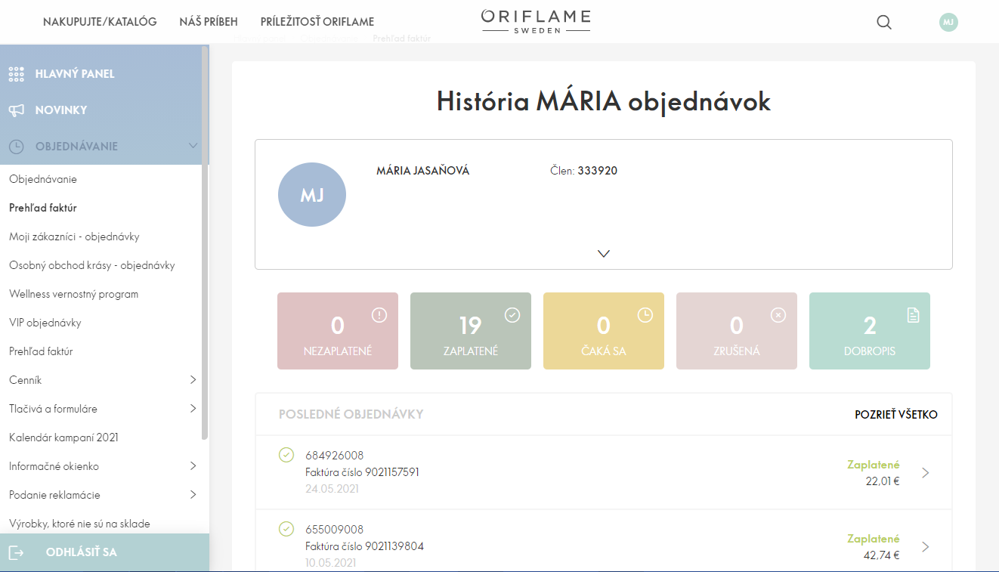 NAKUPUJTE/KATALÓG
NÁŠ PRÍBEH
PRÍLEŽITOSŤ ORIFLAME
ORIFLAME
SWEDEN
MJ
Prehľad faktúr
HLAVNÝ PANEL
NOVINKY
OBJEDNÁVANIE
Objednávanie
Prehľad faktúr
Moji zákazníci - objednávky
Osobný obchod krásy - objednávky
Wellness vernostný program
VIP objednávky
Prehľad faktúr
Cenník
Tlačivá a formuláre
Kalendár kampaní 2021
Informačné okienko
Podanie reklamácie
Výrobky, ktoré nie sú na sklade
ODHLÁSIŤ SA
História MÁRIA objednávok
MJ
MÁRIA JASAŇOVÁ
Člen: 333920
0
NEZAPLATENÉ
19
ZAPLATENÉ
0
ČAKÁ SA
0
ZRUŠENÁ
2
DOBROPIS
POSLEDNÉ OBJEDNÁVKY
POZRIEŤ VŠETKO
684926008
Faktúra číslo 9021157591
24.05.2021
Zaplatené
22,01 €
655009008
Faktúra číslo 9021139804
10.05.2021
Zaplatené
42,74 €